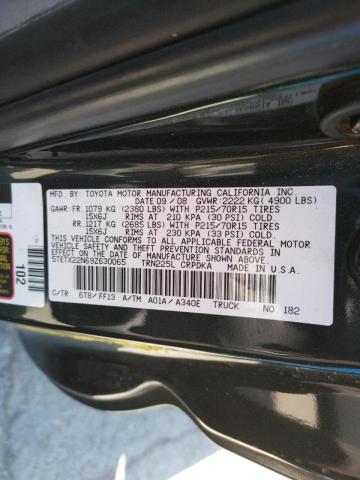 MFD. BY: TOYOTA MOTOR MANUFACTURING CALIFORNIA INC.
DATE 09/08 GVWR:2222 KG( 4900 LBS)
GAWR:FR 1079 KG (2380 LBS) WITH P215/70R15 TIRES
15X6J RIMS AT 210 KPA (30 PSI) COLD.
RR 1217 KG (2685 LBS) WITH P215/70R15 TIRES
15X6J RIMS AT 230 KPA (33 PSI) COLD.
THIS VEHICLE CONFORMS TO ALL APPLICABLE FEDERAL MOTOR
VEHICLE SAFETY AND THEFT PREVENTION STANDARDS IN
EFFECT ON THE DATE OF MANUFACTURE SHOWN ABOVE.
5TETX22N69Z630065 TRN225L CRPDKA MADE IN U.S.A.
C/TR 6T8/FF13 A/TM A01A/A340E TRUCK NO. 182
102